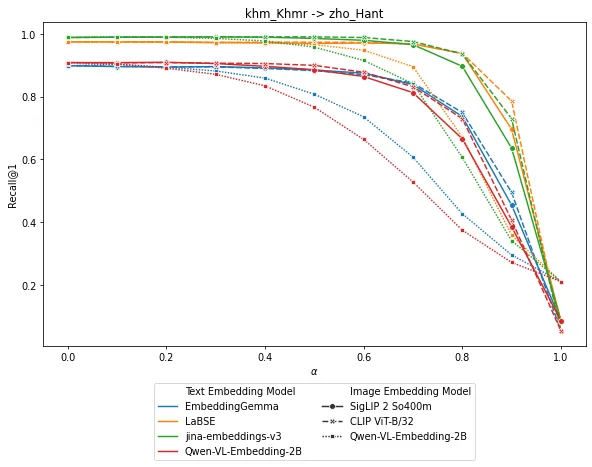 khm_Khmr -> zho_Hant
Recall@1
1.0
0.8
0.6
0.4
0.2
0.0 0.2 0.4 0.6 0.8 1.0
α
Text Embedding Model Image Embedding Model
EmbeddingGemma SigLIP 2 So400m
LaBSE CLIP ViT-B/32
jina-embeddings-v3 Qwen-VL-Embedding-2B
Qwen-VL-Embedding-2B